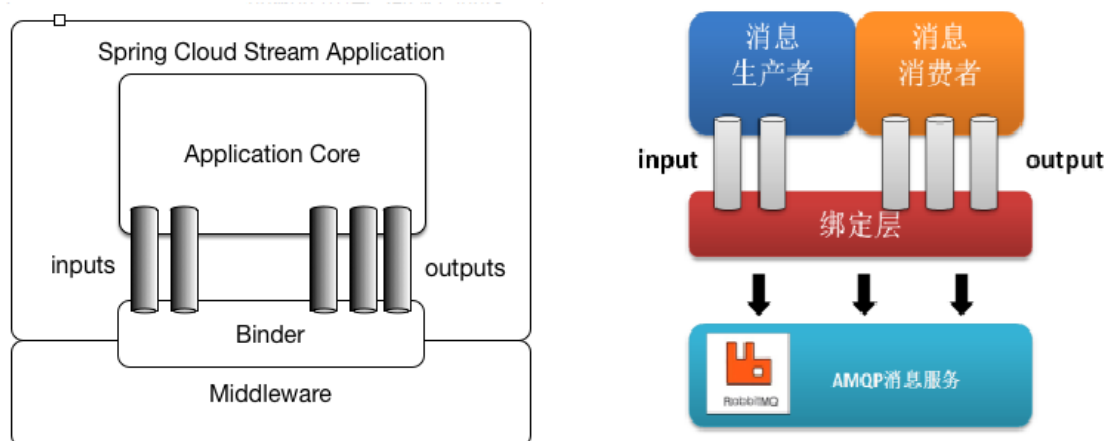 Spring Cloud Stream Application
Application Core
inputs
outputs
Binder
Middleware
消息
生产者
消息
消费者
input
output
绑定层
RabbitMQ
AMQP消息服务